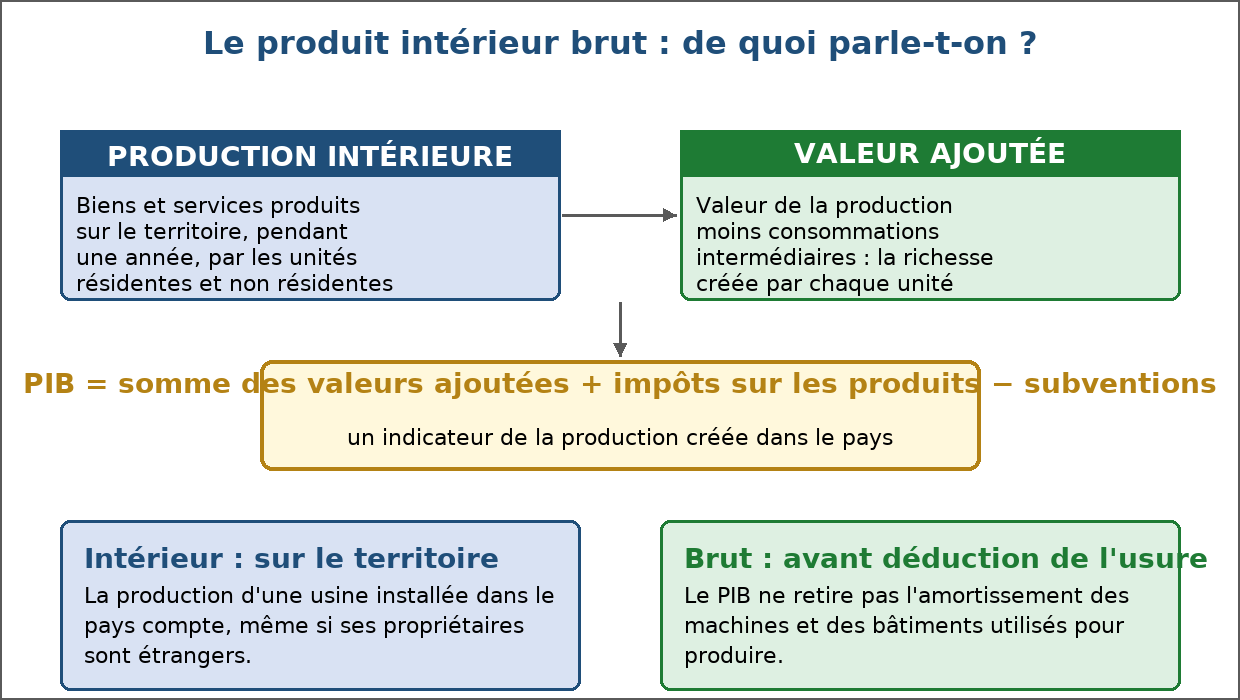 Le produit intérieur brut : de quoi parle-t-on ?
PRODUCTION INTÉRIEURE
Biens et services produits
sur le territoire, pendant
une année, par les unités
résidentes et non résidentes
VALEUR AJOUTÉE
Valeur de la production
moins consommations
intermédiaires : la richesse
créée par chaque unité
PIB = somme des valeurs ajoutées + impôts sur les produits − subventions
un indicateur de la production créée dans le pays
Intérieur : sur le territoire
La production d'une usine installée dans le
pays compte, même si ses propriétaires
sont étrangers.
Brut : avant déduction de l'usure
Le PIB ne retire pas l'amortissement des
machines et des bâtiments utilisés pour
produire.